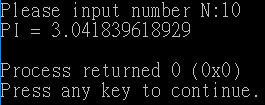 Please input number N:10
PI = 3.041839618929
Process returned 0 (0x0)
Press any key to continue.